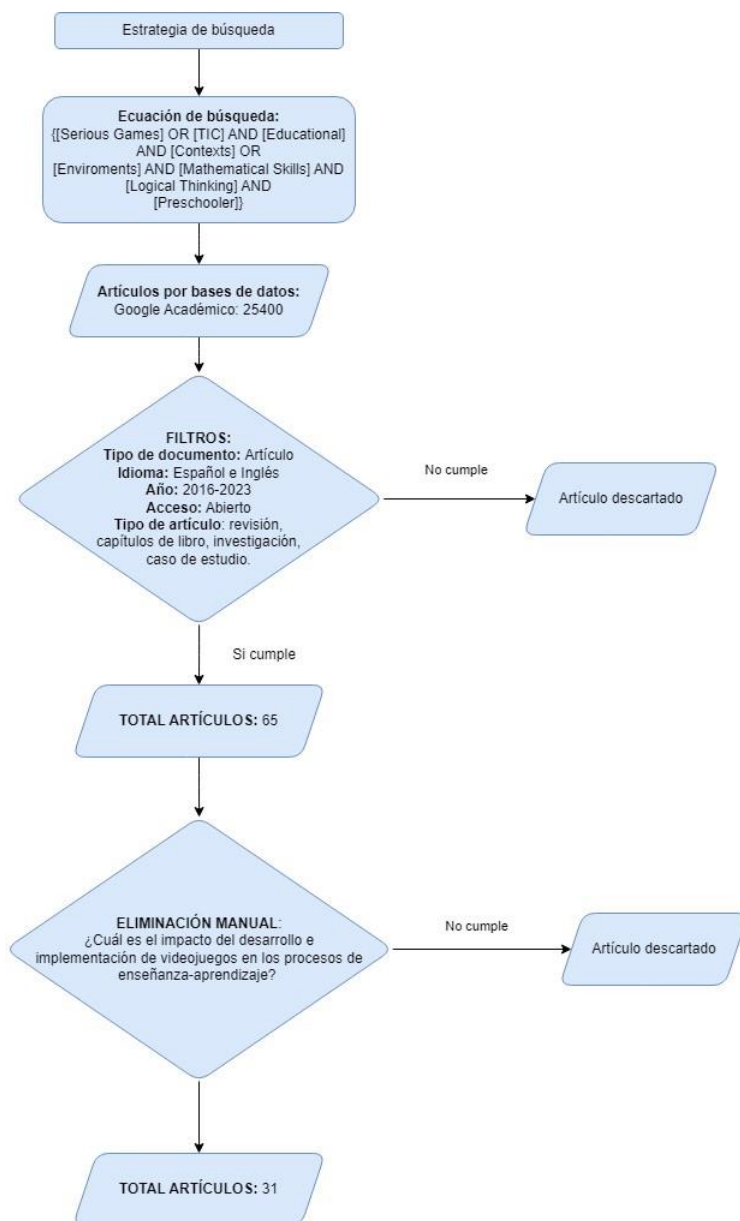 Estrategia de búsqueda
Ecuación de búsqueda:
{[Serious Games] OR [TIC] AND [Educational]
AND [Contexts] OR
[Enviroments] AND [Mathematical Skills] AND
[Logical Thinking] AND
[Preschooler]}
Artículos por bases de datos:
Google Académico: 25400
FILTROS:
Tipo de documento: Artículo
Idioma: Español e Inglés
Año: 2016-2023
Acceso: Abierto
Tipo de artículo: revisión,
capítulos de libro, investigación,
caso de estudio.
No cumple
Artículo descartado
Si cumple
TOTAL ARTÍCULOS: 65
ELIMINACIÓN MANUAL:
¿Cuál es el impacto del desarrollo e
implementación de videojuegos en los procesos de
enseñanza-aprendizaje?
No cumple
Artículo descartado
TOTAL ARTÍCULOS: 31